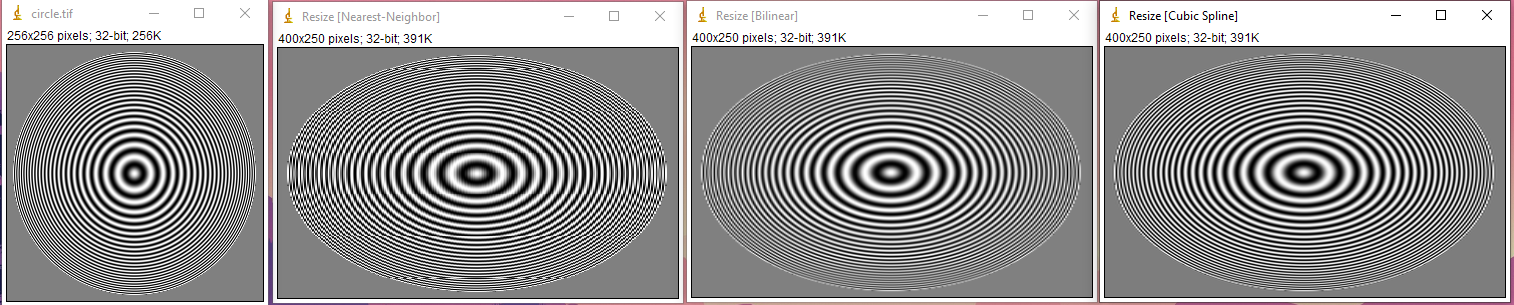 circle.tif
256x256 pixels; 32-bit; 256K
Resize [Nearest-Neighbor]
400x250 pixels; 32-bit; 391K
Resize [Bilinear]
400x250 pixels; 32-bit; 391K
Resize [Cubic Spline]
400x250 pixels; 32-bit; 391K